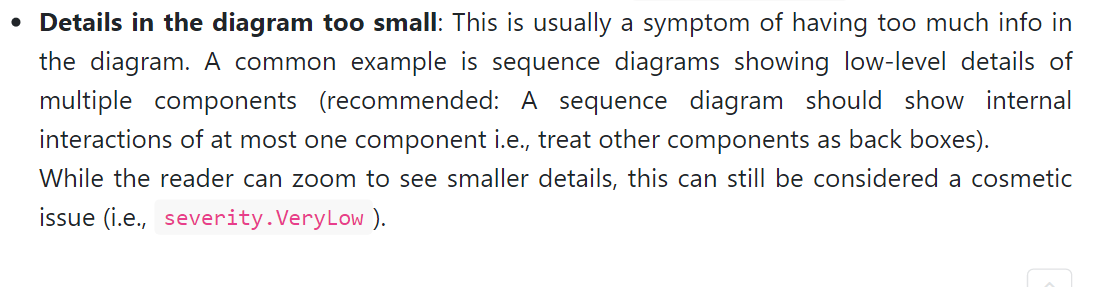 • Details in the diagram too small: This is usually a symptom of having too much info in
the diagram. A common example is sequence diagrams showing low-level details of
multiple components (recommended: A sequence diagram should show internal
interactions of at most one component i.e., treat other components as back boxes).
While the reader can zoom to see smaller details, this can still be considered a cosmetic
issue (i.e., severity.VeryLow ).